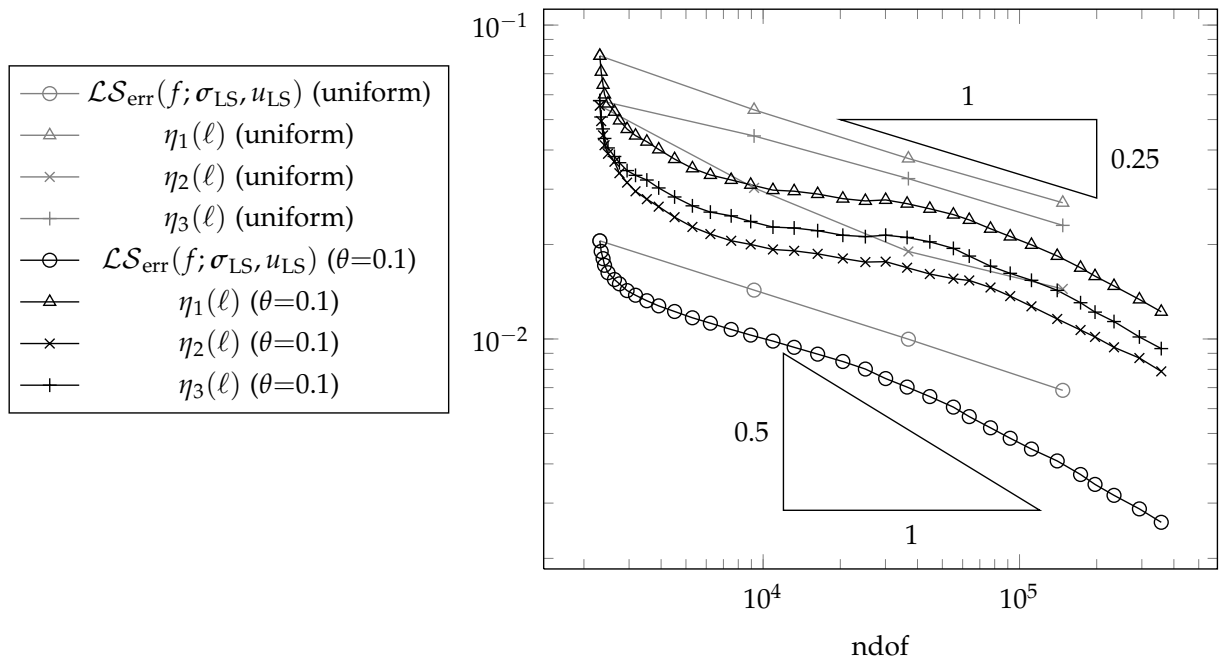 𝓛𝓢err(f; σLS, uLS) (uniform)
η1(ℓ) (uniform)
η2(ℓ) (uniform)
η3(ℓ) (uniform)
𝓛𝓢err(f; σLS, uLS) (θ=0.1)
η1(ℓ) (θ=0.1)
η2(ℓ) (θ=0.1)
η3(ℓ) (θ=0.1)
10^−1
10^−2
1
0.25
0.5
1
10^4
10^5
ndof